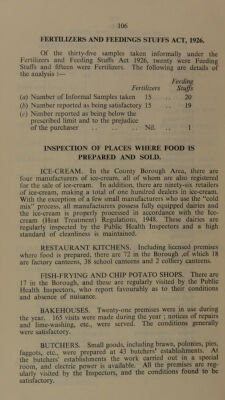 106
FERTILIZERS AND FEEDINGS STUFFS ACT, 1926.
Of the thirty-five samples taken informally under the
Fertilizers and Feeding Stuffs Act 1926, twenty were Feeding
Stuffs and fifteen were Fertilizers. The following are details of
the analysis :—
Feeding
Fertilizers Stuffs
(a) Number of Informal Samples taken 15 .. 20
(b) Number reported as being satisfactory 15 .. 19
(c) Number reported as being below the
prescribed limit and to the prejudice
of the purchaser .. .. .. Nil. .. 1
INSPECTION OF PLACES WHERE FOOD IS
PREPARED AND SOLD.
ICE-CREAM. In the County Borough Area, there are
four manufacturers of ice-cream, all of whom are also registered
for the sale of ice-cream. In addition, there are ninety-six retailers
of ice-cream, making a total of one hundred dealers in ice-cream.
With the exception of a few small manufacturers who use the "cold
mix" process, all manufacturers possess fully equipped dairies and
the ice-cream is properly processed in accordance with the Ice-
cream (Heat Treatment) Regulations, 1948. These dairies are
regularly inspected by the Public Health Inspectors and a high
standard of cleanliness is maintained.
RESTAURANT KITCHENS. Including licensed premises
where food is prepared, there are 72 in the Borough, of which 18
are factory canteens, 38 school canteens and 2 colliery canteens.
FISH-FRYING AND CHIP POTATO SHOPS. There are
17 in the Borough, and these are regularly visited by the Public
Health Inspectors, who report favourably as to their conditions
and absence of nuisance.
BAKEHOUSES. Twenty-one premises were in use during
the year. 165 visits were made during the year ; notices of repairs
and lime-washing, etc., were served. The conditions generally
were satisfactory.
BUTCHERS. Small goods, including brawn, polonies, pies,
faggots, etc., were prepared at 43 butchers' establishments. At
the butchers' establishments the work carried out in a special
room, and electric power is available. All the premises are reg-
ularly visited by the Inspectors, and the conditions found to be
satisfactory.